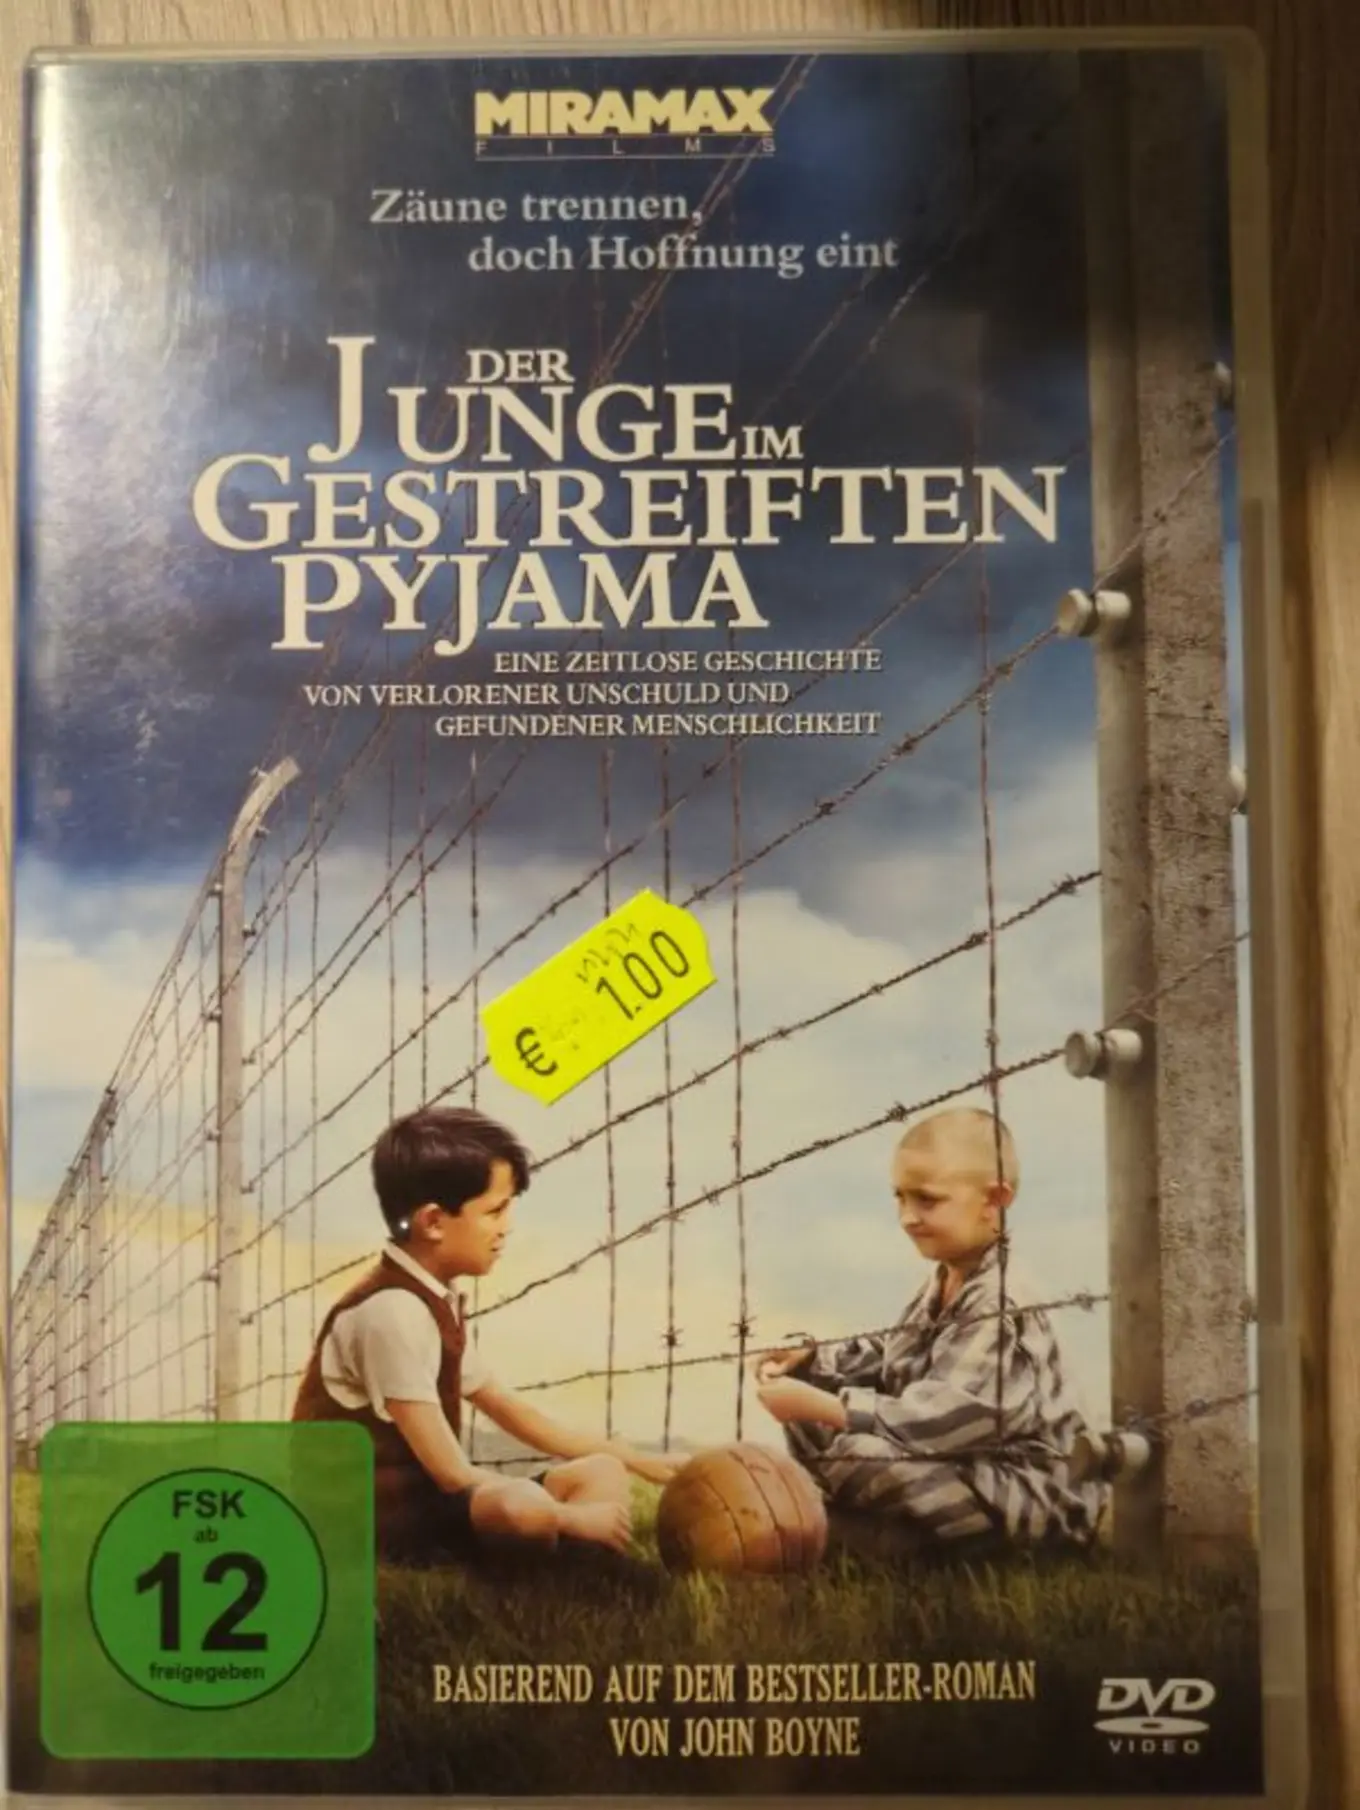 MIRAMAX
FILMS
Zäune trennen,
doch Hoffnung eint
DER
JUNGE IM
GESTREIFTEN
PYJAMA
EINE ZEITLOSE GESCHICHTE
VON VERLORENER UNSCHULD UND
GEFUNDENER MENSCHLICHKEIT
€ 1.00
FSK
ab
12
freigegeben
BASIEREND AUF DEM BESTSELLER-ROMAN
VON JOHN BOYNE
DVD
VIDEO